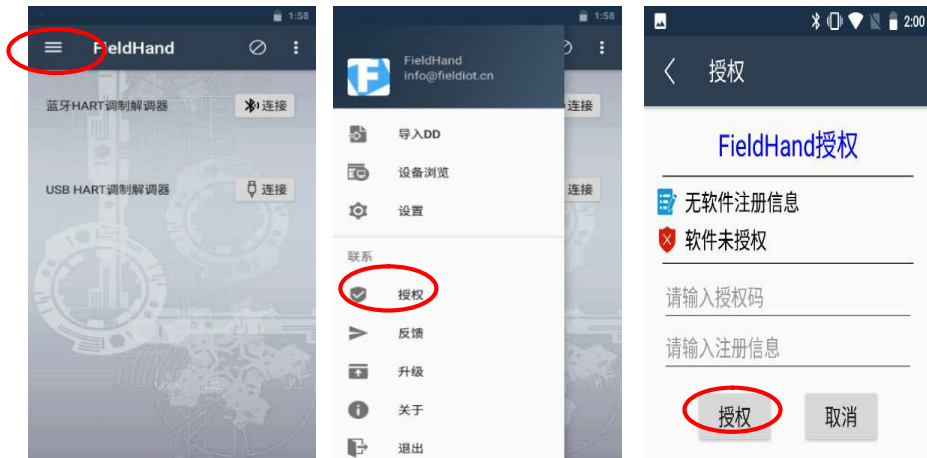 1:58
FieldHand
蓝牙HART调制解调器
连接
USB HART调制解调器
连接
1:58
FieldHand
info@fieldiot.cn
连接
导入DD
设备浏览
连接
设置
联系
授权
反馈
升级
关于
退出
2:00
授权
FieldHand授权
无软件注册信息
软件未授权
请输入授权码
请输入注册信息
授权
取消